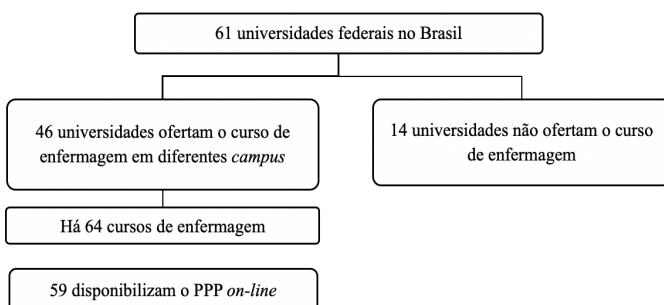 61 universidades federais no Brasil
46 universidades ofertam o curso de
enfermagem em diferentes campus
14 universidades não ofertam o curso
de enfermagem
Há 64 cursos de enfermagem
59 disponibilizam o PPP on-line